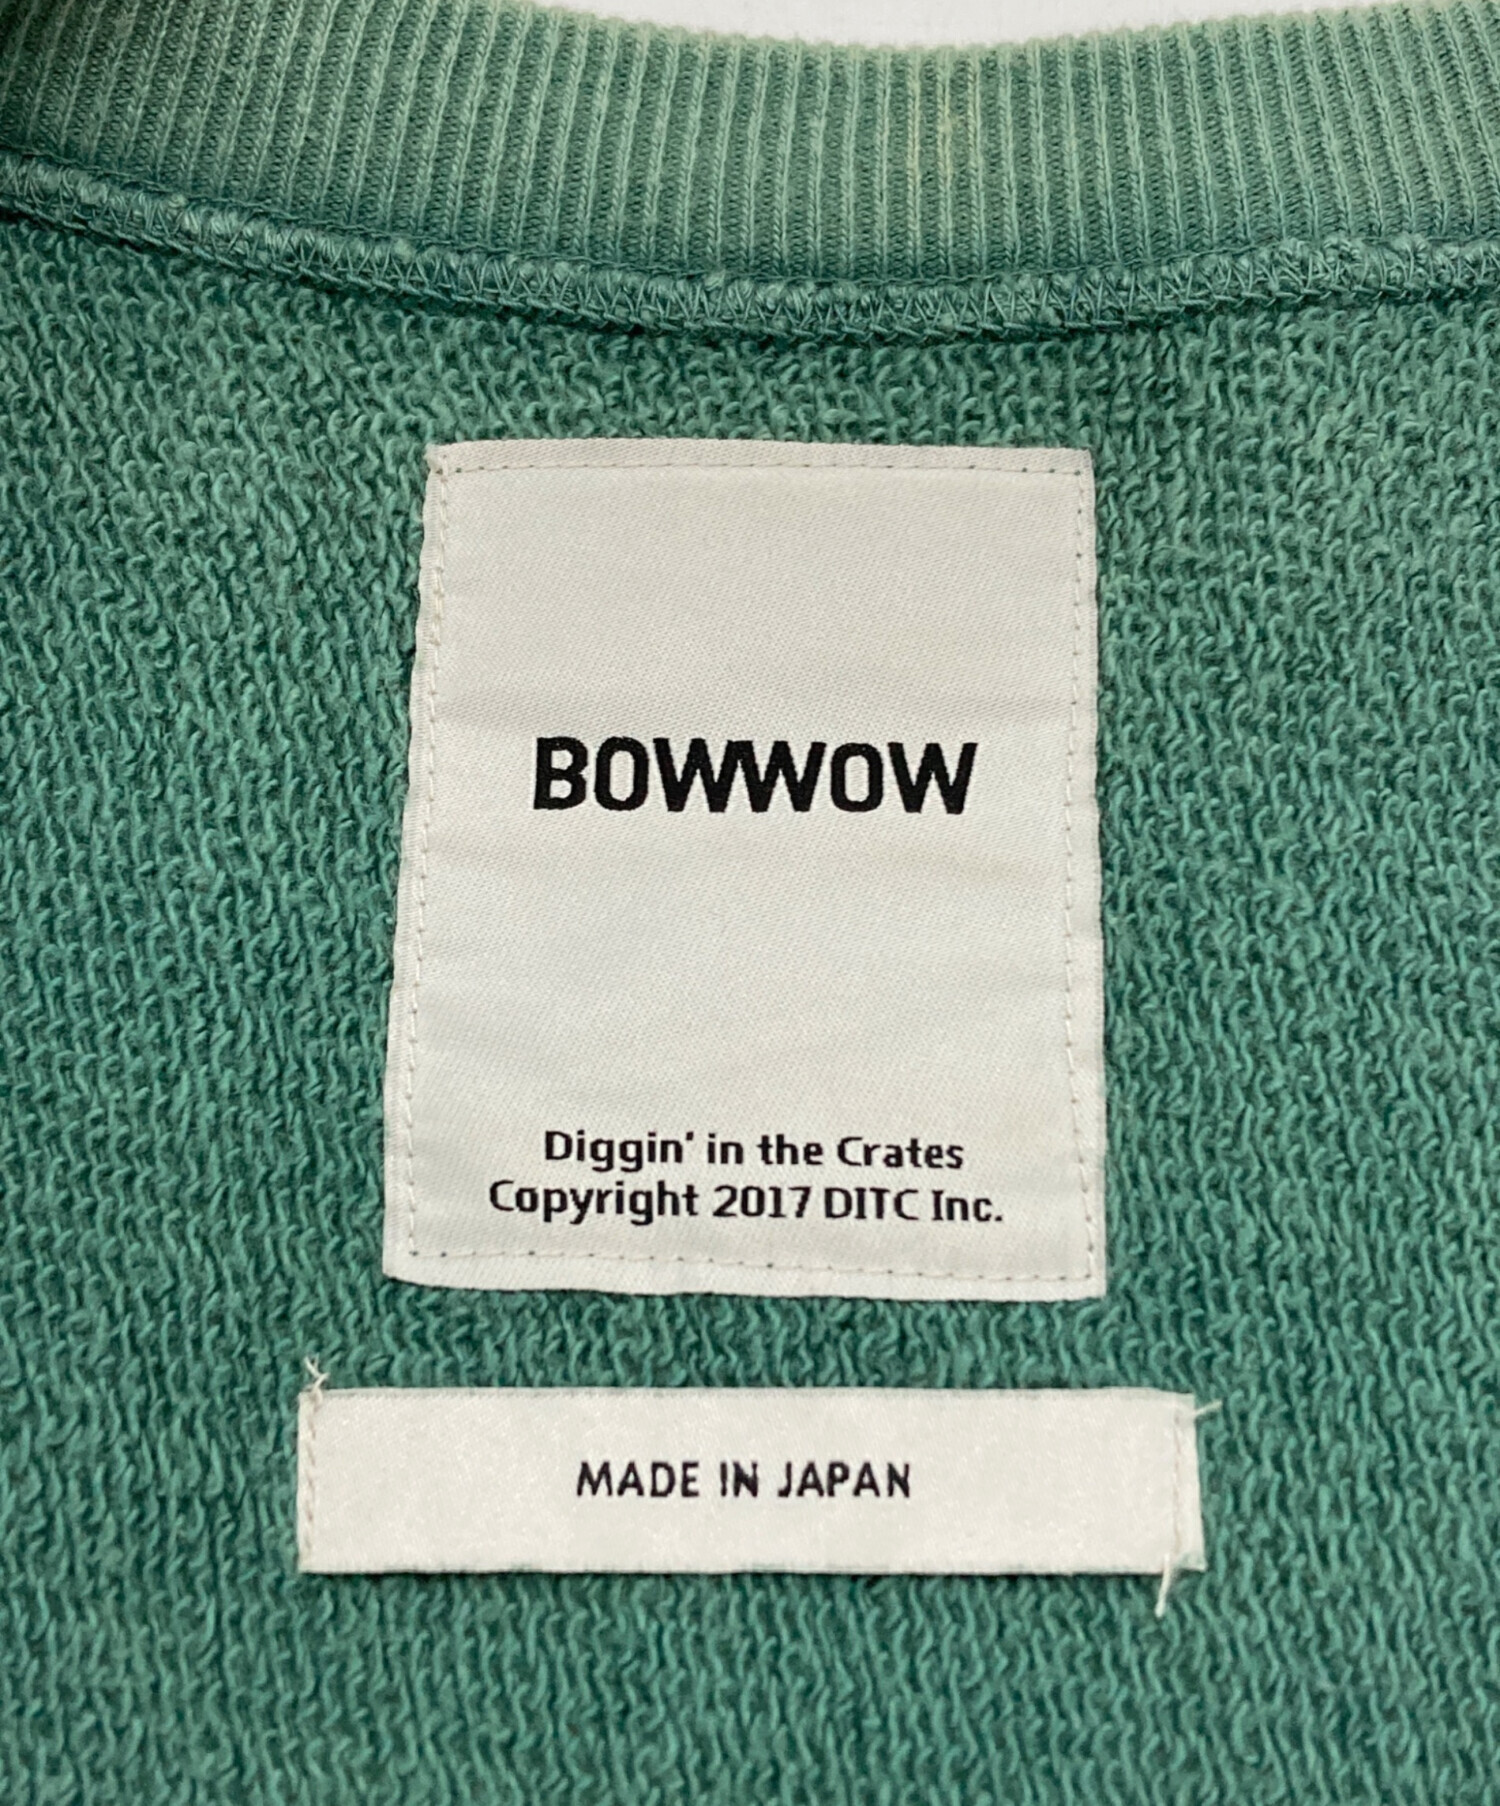 BOWWOW
Diggin' in the Crates
Copyright 2017 DITC Inc.
MADE IN JAPAN